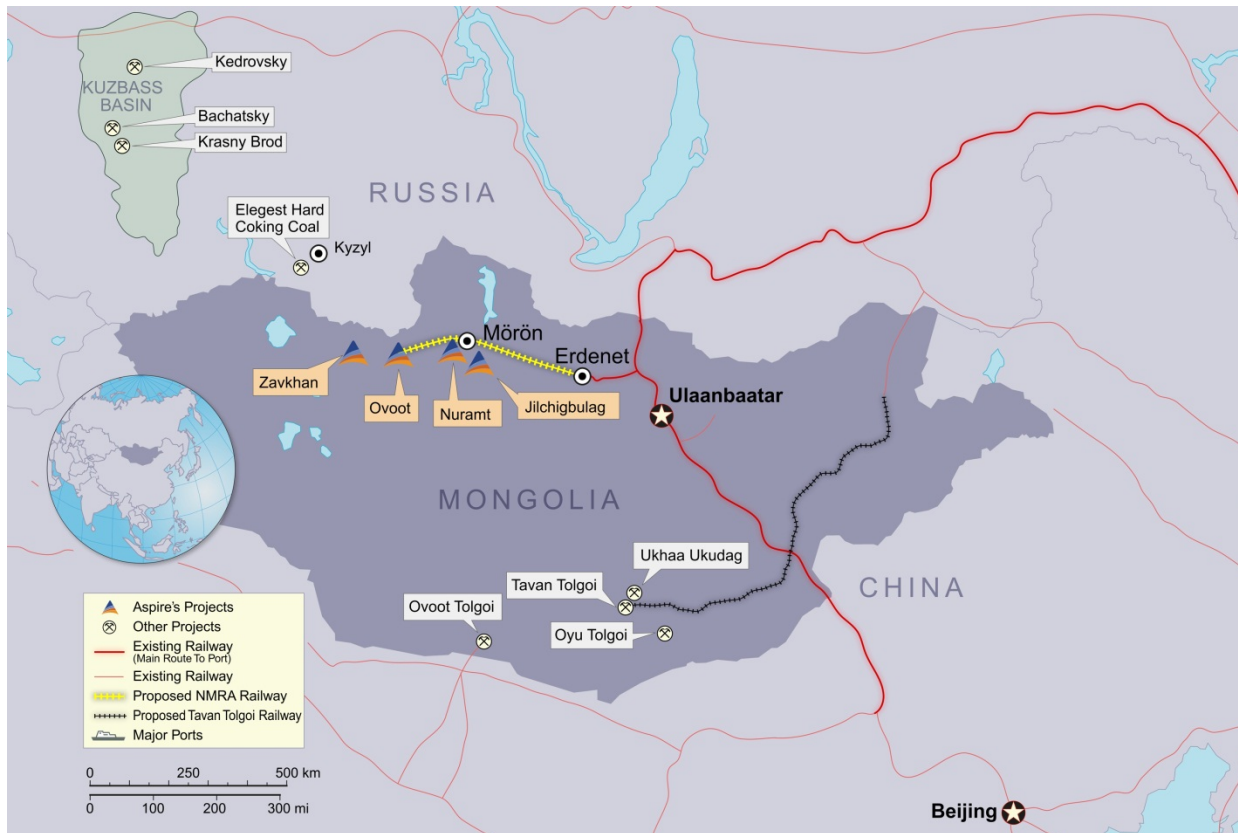 Kedrovsky
KUZBASS
BASIN
Bachatsky
Krasny Brod
RUSSIA
Elegest Hard
Coking Coal
Kyzyl
Mörön
Erdenet
Zavkhan
Ovoot
Nuramt
Jilchigbulag
Ulaanbaatar
MONGOLIA
Ukhaa Ukudag
Tavan Tolgoi
CHINA
Ovoot Tolgoi
Oyu Tolgoi
Aspire's Projects
Other Projects
Existing Railway
(Main Route To Port)
Existing Railway
Proposed NMRA Railway
Proposed Tavan Tolgoi Railway
Major Ports
0 250 500 km
0 100 200 300 mi
Beijing